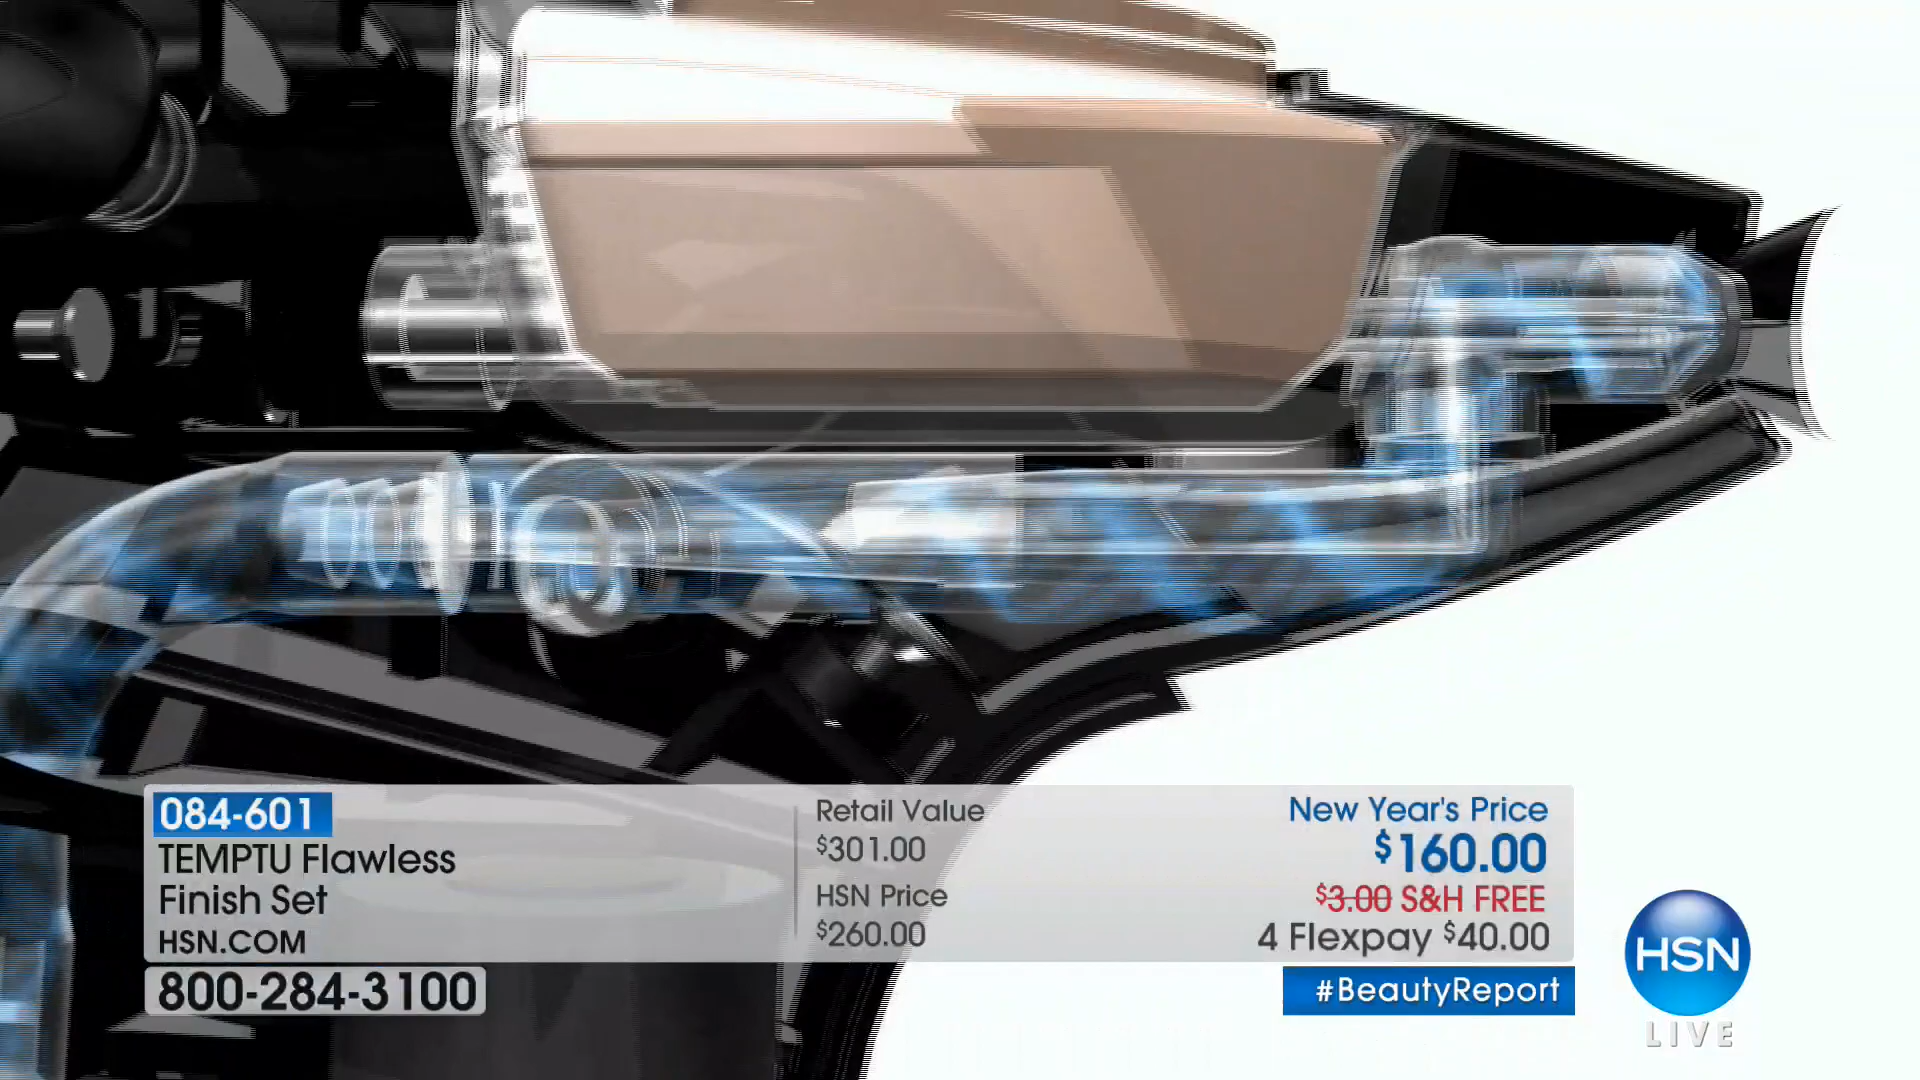 084-601
TEMPTU Flawless
Finish Set
HSN.COM
800-284-3100
Retail Value
$301.00
HSN Price
$260.00
New Year's Price
$160.00
$3.00 S&H FREE
4 Flexpay $40.00
#BeautyReport
HSN
LIVE